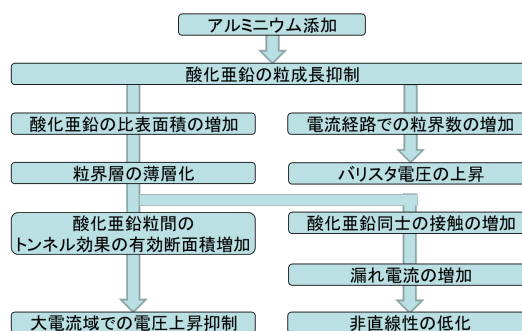 アルミニウム添加
酸化亜鉛の粒成長抑制
酸化亜鉛の比表面積の増加
電流経路での粒界数の増加
粒界層の薄層化
バリスタ電圧の上昇
酸化亜鉛粒間の
トンネル効果の有効断面積増加
酸化亜鉛同士の接触の増加
漏れ電流の増加
大電流域での電圧上昇抑制
非直線性の低化